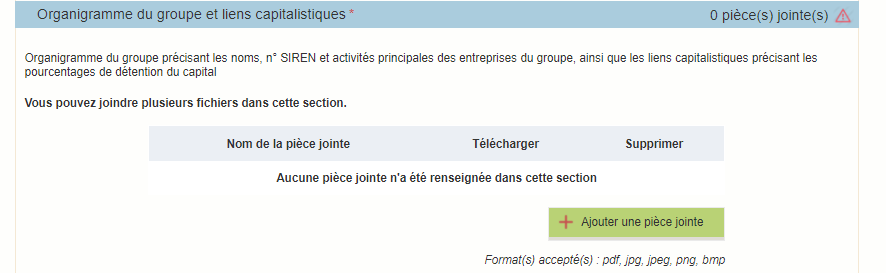 Organigramme du groupe et liens capitalistiques * 0 pièce(s) jointe(s)
Organigramme du groupe précisant les noms, n° SIREN et activités principales des entreprises du groupe, ainsi que les liens capitalistiques précisant les
pourcentages de détention du capital
Vous pouvez joindre plusieurs fichiers dans cette section.
Nom de la pièce jointe Télécharger Supprimer
Aucune pièce jointe n'a été renseignée dans cette section
Ajouter une pièce jointe
Format(s) accepté(s) : pdf, jpg, jpeg, png, bmp